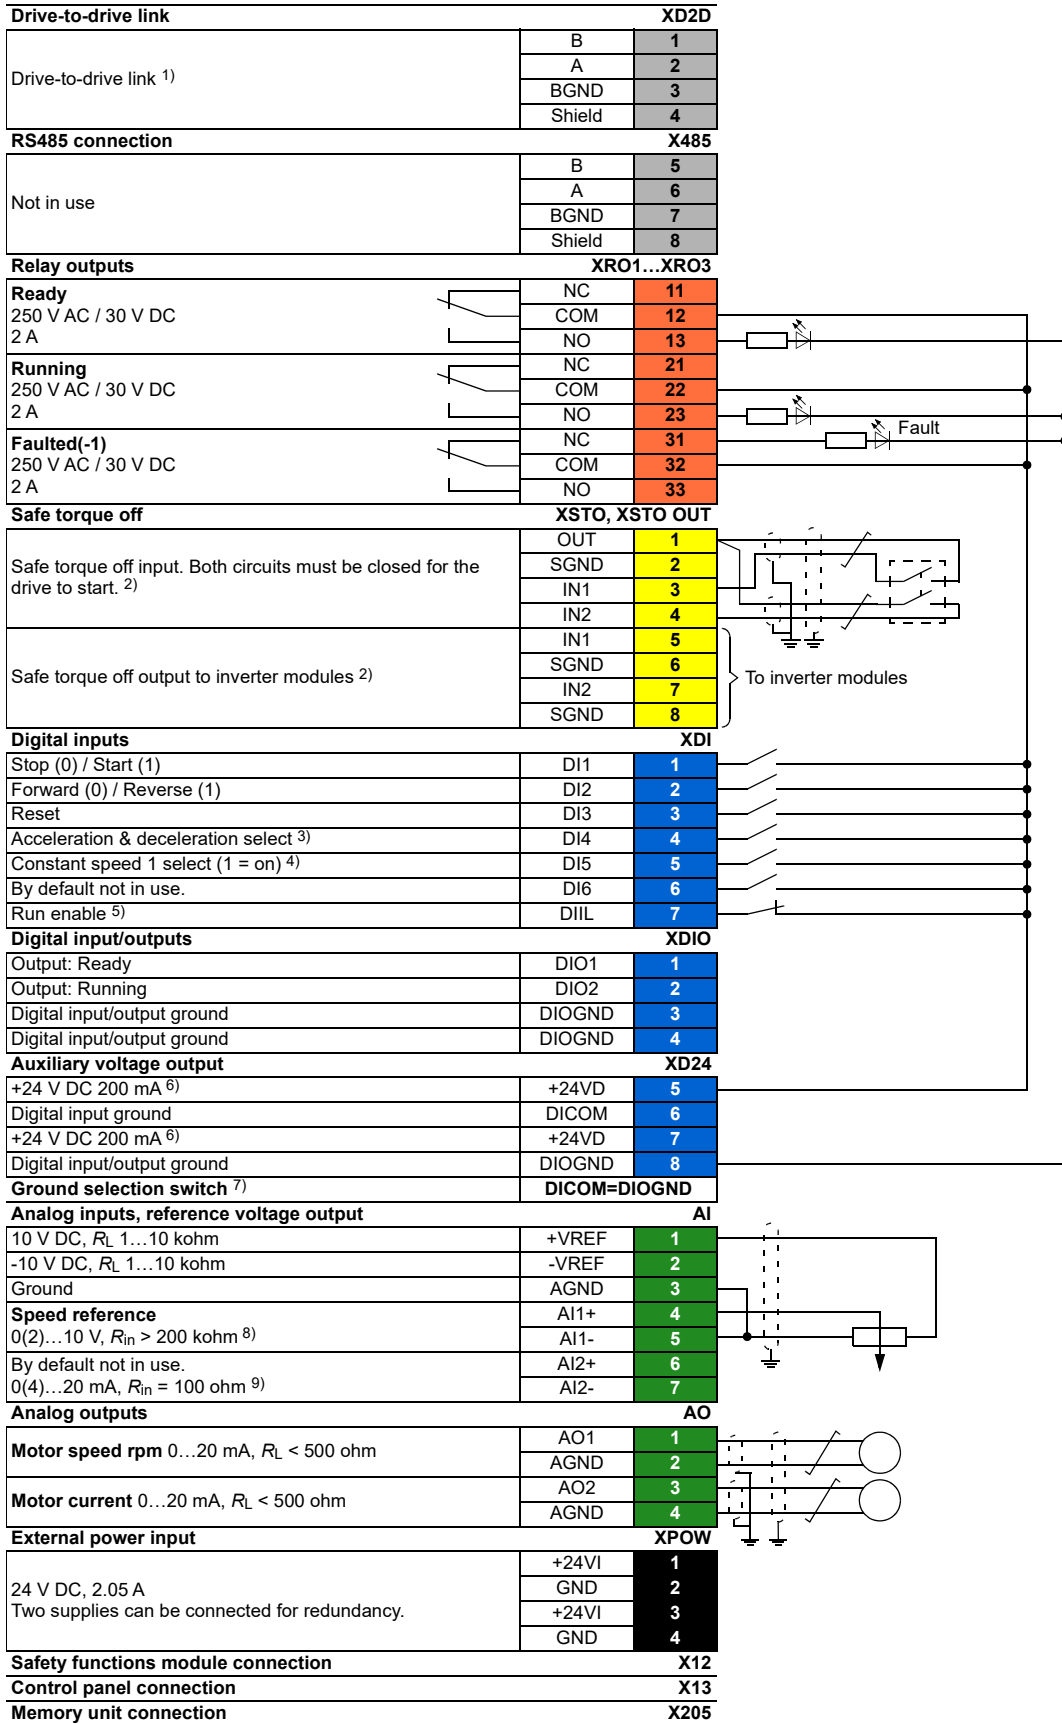 Drive-to-drive link XD2D
Drive-to-drive link 1)
B 1
A 2
BGND 3
Shield 4
RS485 connection X485
Not in use
B 5
A 6
BGND 7
Shield 8
Relay outputs XRO1…XRO3
Ready
250 V AC / 30 V DC
2 A
NC 11
COM 12
NO 13
Running
250 V AC / 30 V DC
2 A
NC 21
COM 22
NO 23
Faulted(-1)
250 V AC / 30 V DC
2 A
NC 31
COM 32
NO 33
Fault
Safe torque off XSTO, XSTO OUT
Safe torque off input. Both circuits must be closed for the
drive to start. 2)
OUT 1
SGND 2
IN1 3
IN2 4
Safe torque off output to inverter modules 2)
IN1 5
SGND 6
IN2 7
SGND 8
To inverter modules
Digital inputs XDI
Stop (0) / Start (1) DI1 1
Forward (0) / Reverse (1) DI2 2
Reset DI3 3
Acceleration & deceleration select 3) DI4 4
Constant speed 1 select (1 = on) 4) DI5 5
By default not in use. DI6 6
Run enable 5) DIIL 7
Digital input/outputs XDIO
Output: Ready DIO1 1
Output: Running DIO2 2
Digital input/output ground DIOGND 3
Digital input/output ground DIOGND 4
Auxiliary voltage output XD24
+24 V DC 200 mA 6) +24VD 5
Digital input ground DICOM 6
+24 V DC 200 mA 6) +24VD 7
Digital input/output ground DIOGND 8
Ground selection switch 7) DICOM=DIOGND
Analog inputs, reference voltage output AI
10 V DC, RL 1…10 kohm +VREF 1
-10 V DC, RL 1…10 kohm -VREF 2
Ground AGND 3
Speed reference
0(2)…10 V, Rin > 200 kohm 8)
AI1+ 4
AI1- 5
By default not in use.
0(4)…20 mA, Rin = 100 ohm 9)
AI2+ 6
AI2- 7
Analog outputs AO
Motor speed rpm 0…20 mA, RL < 500 ohm
AO1 1
AGND 2
Motor current 0…20 mA, RL < 500 ohm
AO2 3
AGND 4
External power input XPOW
24 V DC, 2.05 A
Two supplies can be connected for redundancy.
+24VI 1
GND 2
+24VI 3
GND 4
Safety functions module connection X12
Control panel connection X13
Memory unit connection X205